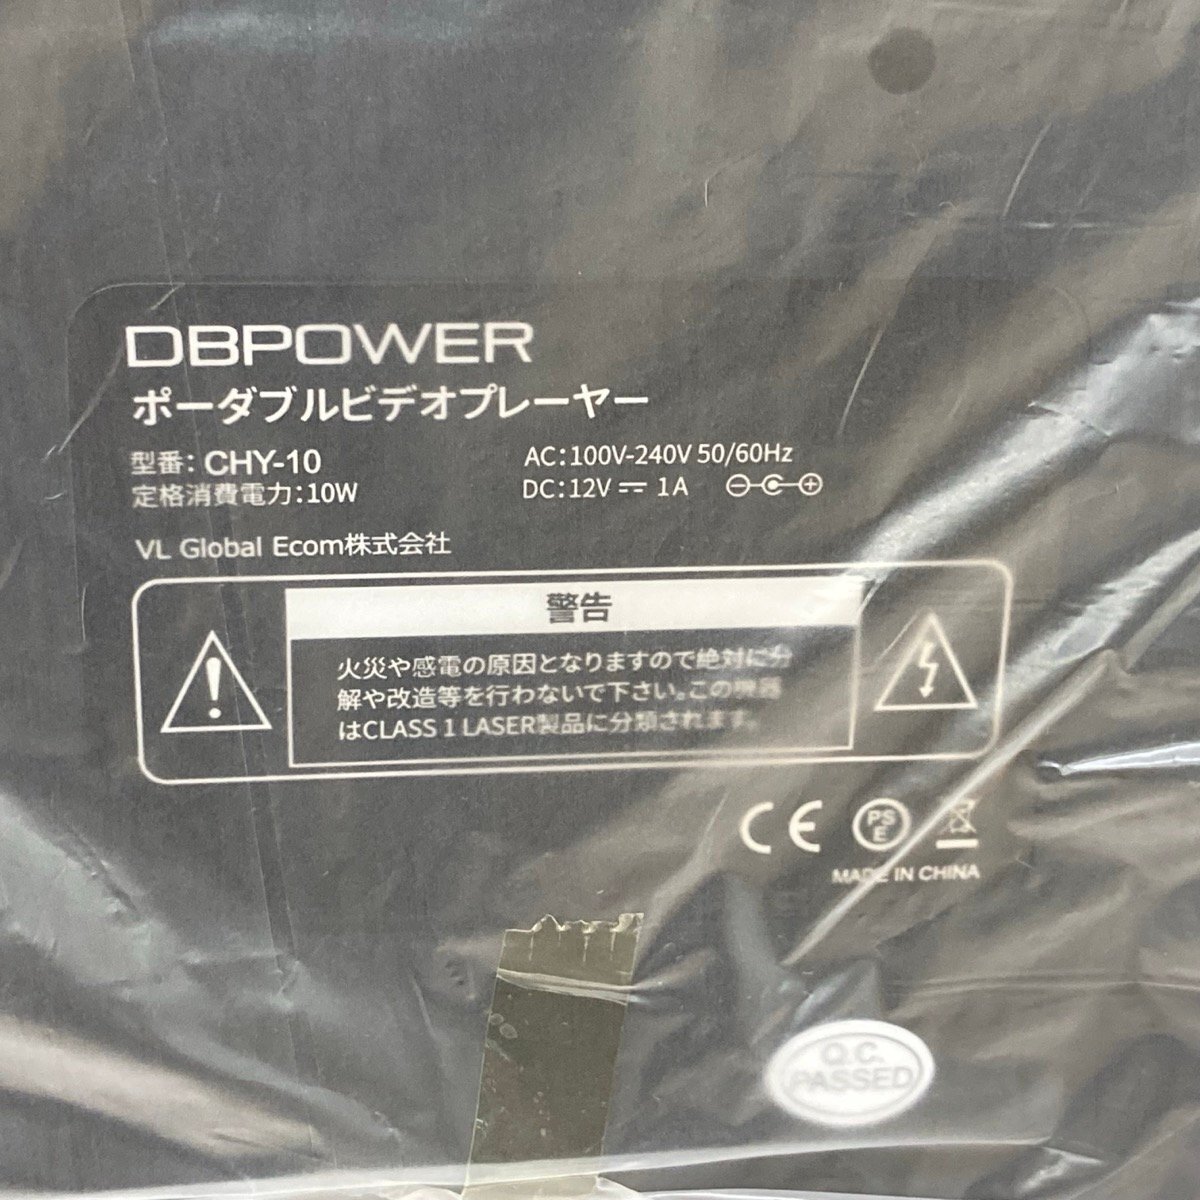 DBPOWER
ポータブルビデオプレーヤー
型番: CHY-10
定格消費電力:10W
AC:100V-240V 50/60Hz
DC:12V 1A
VL Global Ecom株式会社
警告
火災や感電の原因となりますので絶対に分
解や改造等を行わないで下さい。この機器
はCLASS 1 LASER製品に分類されます。
CE
PS
E
MADE IN CHINA
Q.C.
PASSED